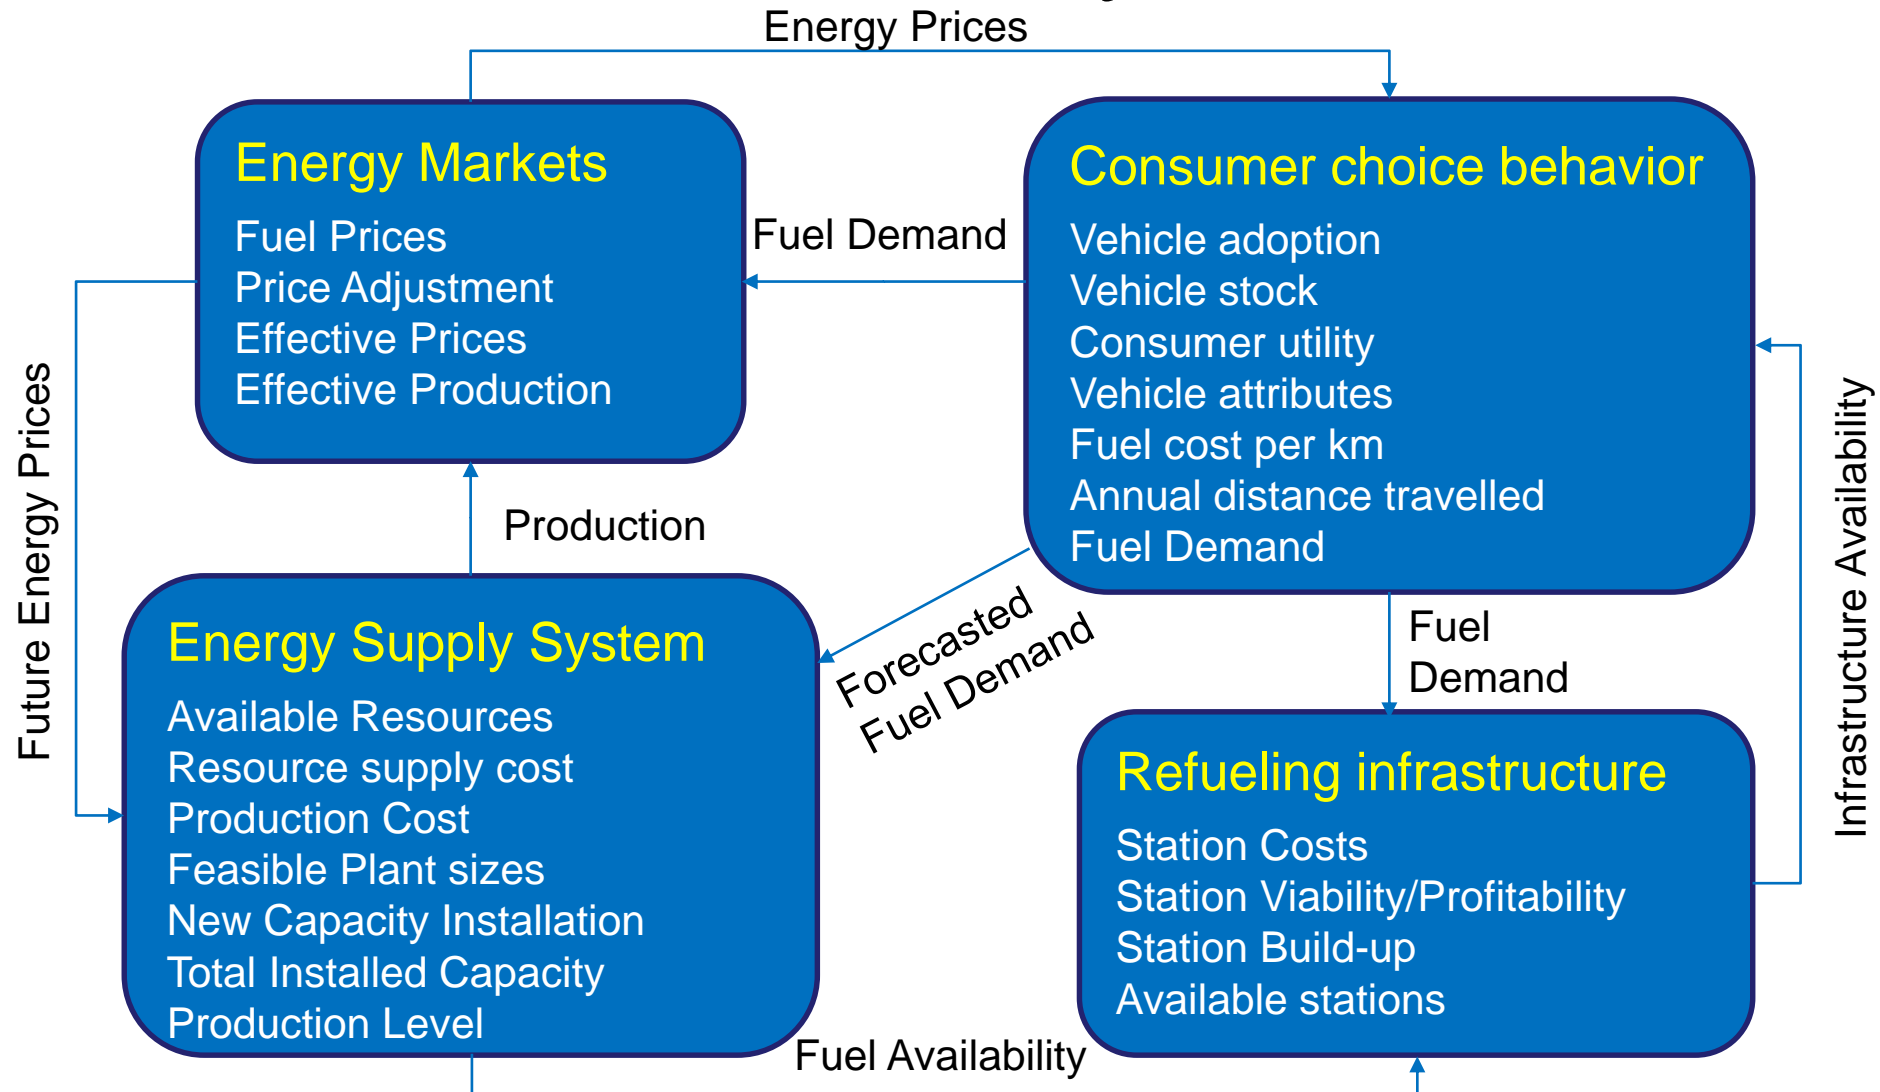 Energy Prices
Energy Markets
Fuel Prices
Price Adjustment
Effective Prices
Effective Production
Fuel Demand
Consumer choice behavior
Vehicle adoption
Vehicle stock
Consumer utility
Vehicle attributes
Fuel cost per km
Annual distance travelled
Fuel Demand
Future Energy Prices
Production
Forecasted
Fuel Demand
Fuel
Demand
Infrastructure Availability
Energy Supply System
Available Resources
Resource supply cost
Production Cost
Feasible Plant sizes
New Capacity Installation
Total Installed Capacity
Production Level
Refueling infrastructure
Station Costs
Station Viability/Profitability
Station Build-up
Available stations
Fuel Availability